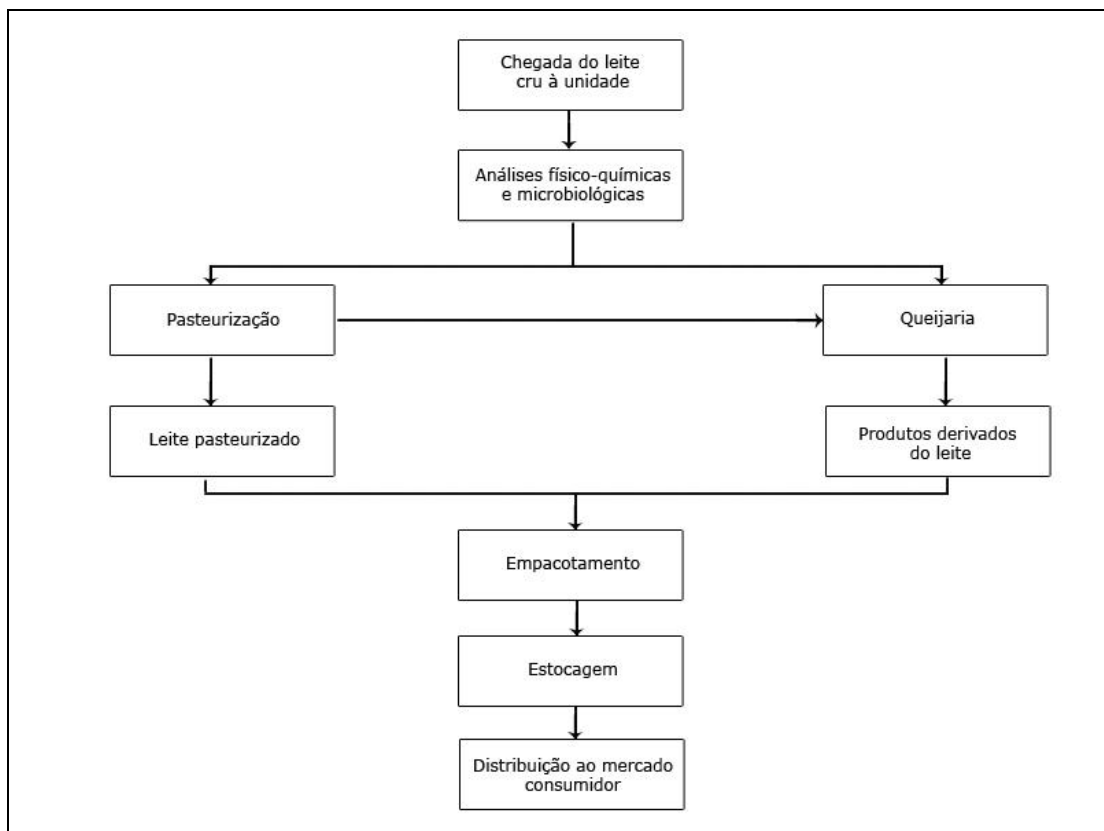 Chegada do leite
cru à unidade
Análises físico-químicas
e microbiológicas
Pasteurização
Queijaria
Leite pasteurizado
Produtos derivados
do leite
Empacotamento
Estocagem
Distribuição ao mercado
consumidor